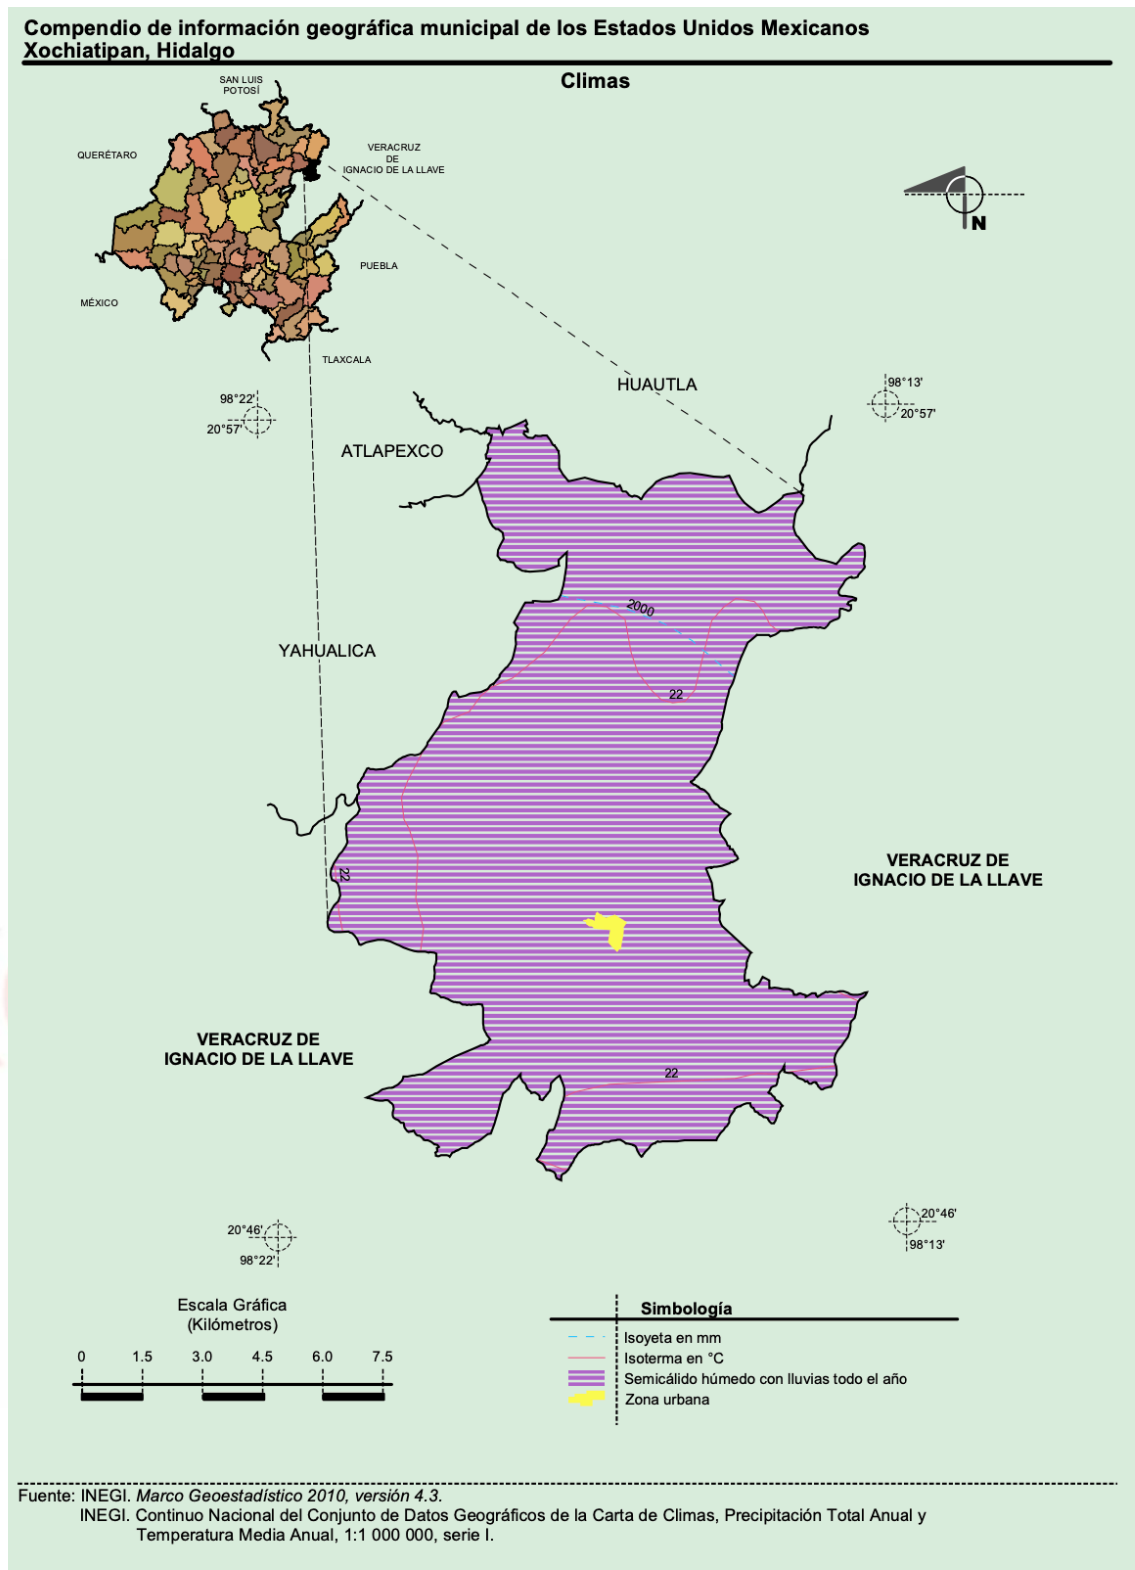 Compendio de información geográfica municipal de los Estados Unidos Mexicanos
Xochiatipan, Hidalgo
Climas
SAN LUIS
POTOSÍ
QUERÉTARO
VERACRUZ
DE
IGNACIO DE LA LLAVE
N
PUEBLA
MÉXICO
TLAXCALA
HUAUTLA
98°13'
20°57'
98°22'
20°57'
ATLAPEXCO
2000
YAHUALICA
22
22
VERACRUZ DE
IGNACIO DE LA LLAVE
VERACRUZ DE
IGNACIO DE LA LLAVE
22
20°46'
98°22'
20°46'
98°13'
Escala Gráfica
(Kilómetros)
0 1.5 3.0 4.5 6.0 7.5
Simbología
Isoyeta en mm
Isoterma en °C
Semicálido húmedo con lluvias todo el año
Zona urbana
Fuente: INEGI. Marco Geoestadístico 2010, versión 4.3.
INEGI. Continuo Nacional del Conjunto de Datos Geográficos de la Carta de Climas, Precipitación Total Anual y
Temperatura Media Anual, 1:1 000 000, serie I.